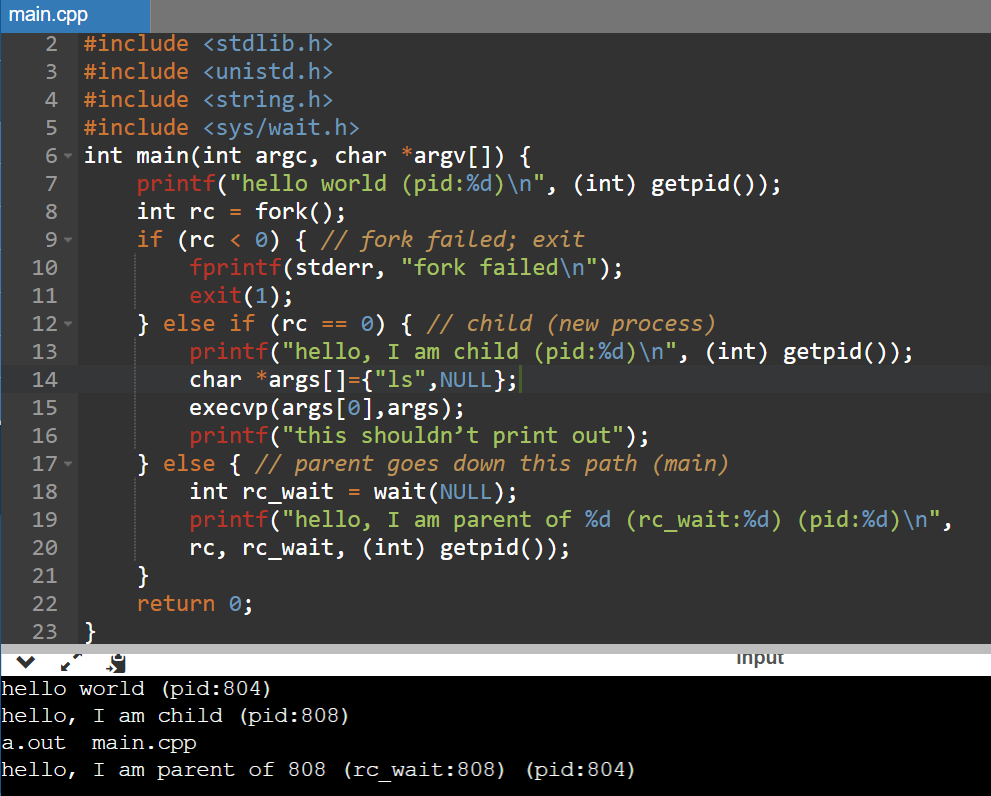 main.cpp
2 #include <stdlib.h>
3 #include <unistd.h>
4 #include <string.h>
5 #include <sys/wait.h>
6 int main(int argc, char *argv[]) {
7     printf("hello world (pid:%d)\n", (int) getpid());
8     int rc = fork();
9     if (rc < 0) { // fork failed; exit
10         fprintf(stderr, "fork failed\n");
11         exit(1);
12     } else if (rc == 0) { // child (new process)
13         printf("hello, I am child (pid:%d)\n", (int) getpid());
14         char *args[]={"ls",NULL};
15         execvp(args[0],args);
16         printf("this shouldn’t print out");
17     } else { // parent goes down this path (main)
18         int rc_wait = wait(NULL);
19         printf("hello, I am parent of %d (rc_wait:%d) (pid:%d)\n",
20         rc, rc_wait, (int) getpid());
21     }
22     return 0;
23 }
input
hello world (pid:804)
hello, I am child (pid:808)
a.out  main.cpp
hello, I am parent of 808 (rc_wait:808) (pid:804)